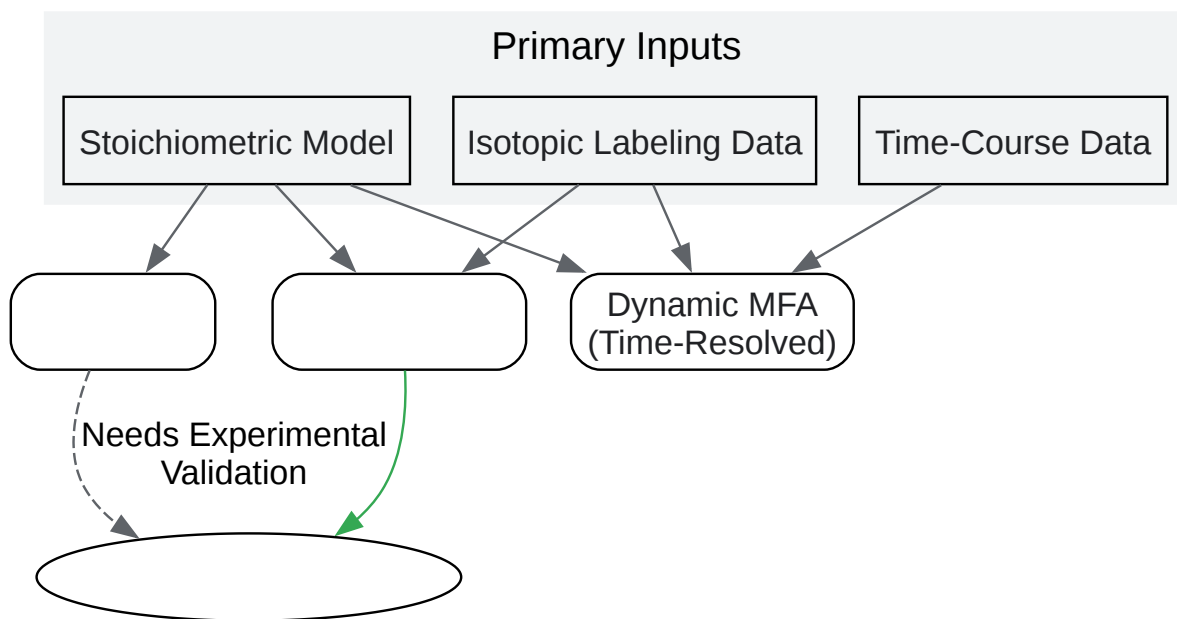 Primary Inputs
Stoichiometric Model
Isotopic Labeling Data
Time-Course Data
Dynamic MFA
(Time-Resolved)
Needs Experimental
Validation